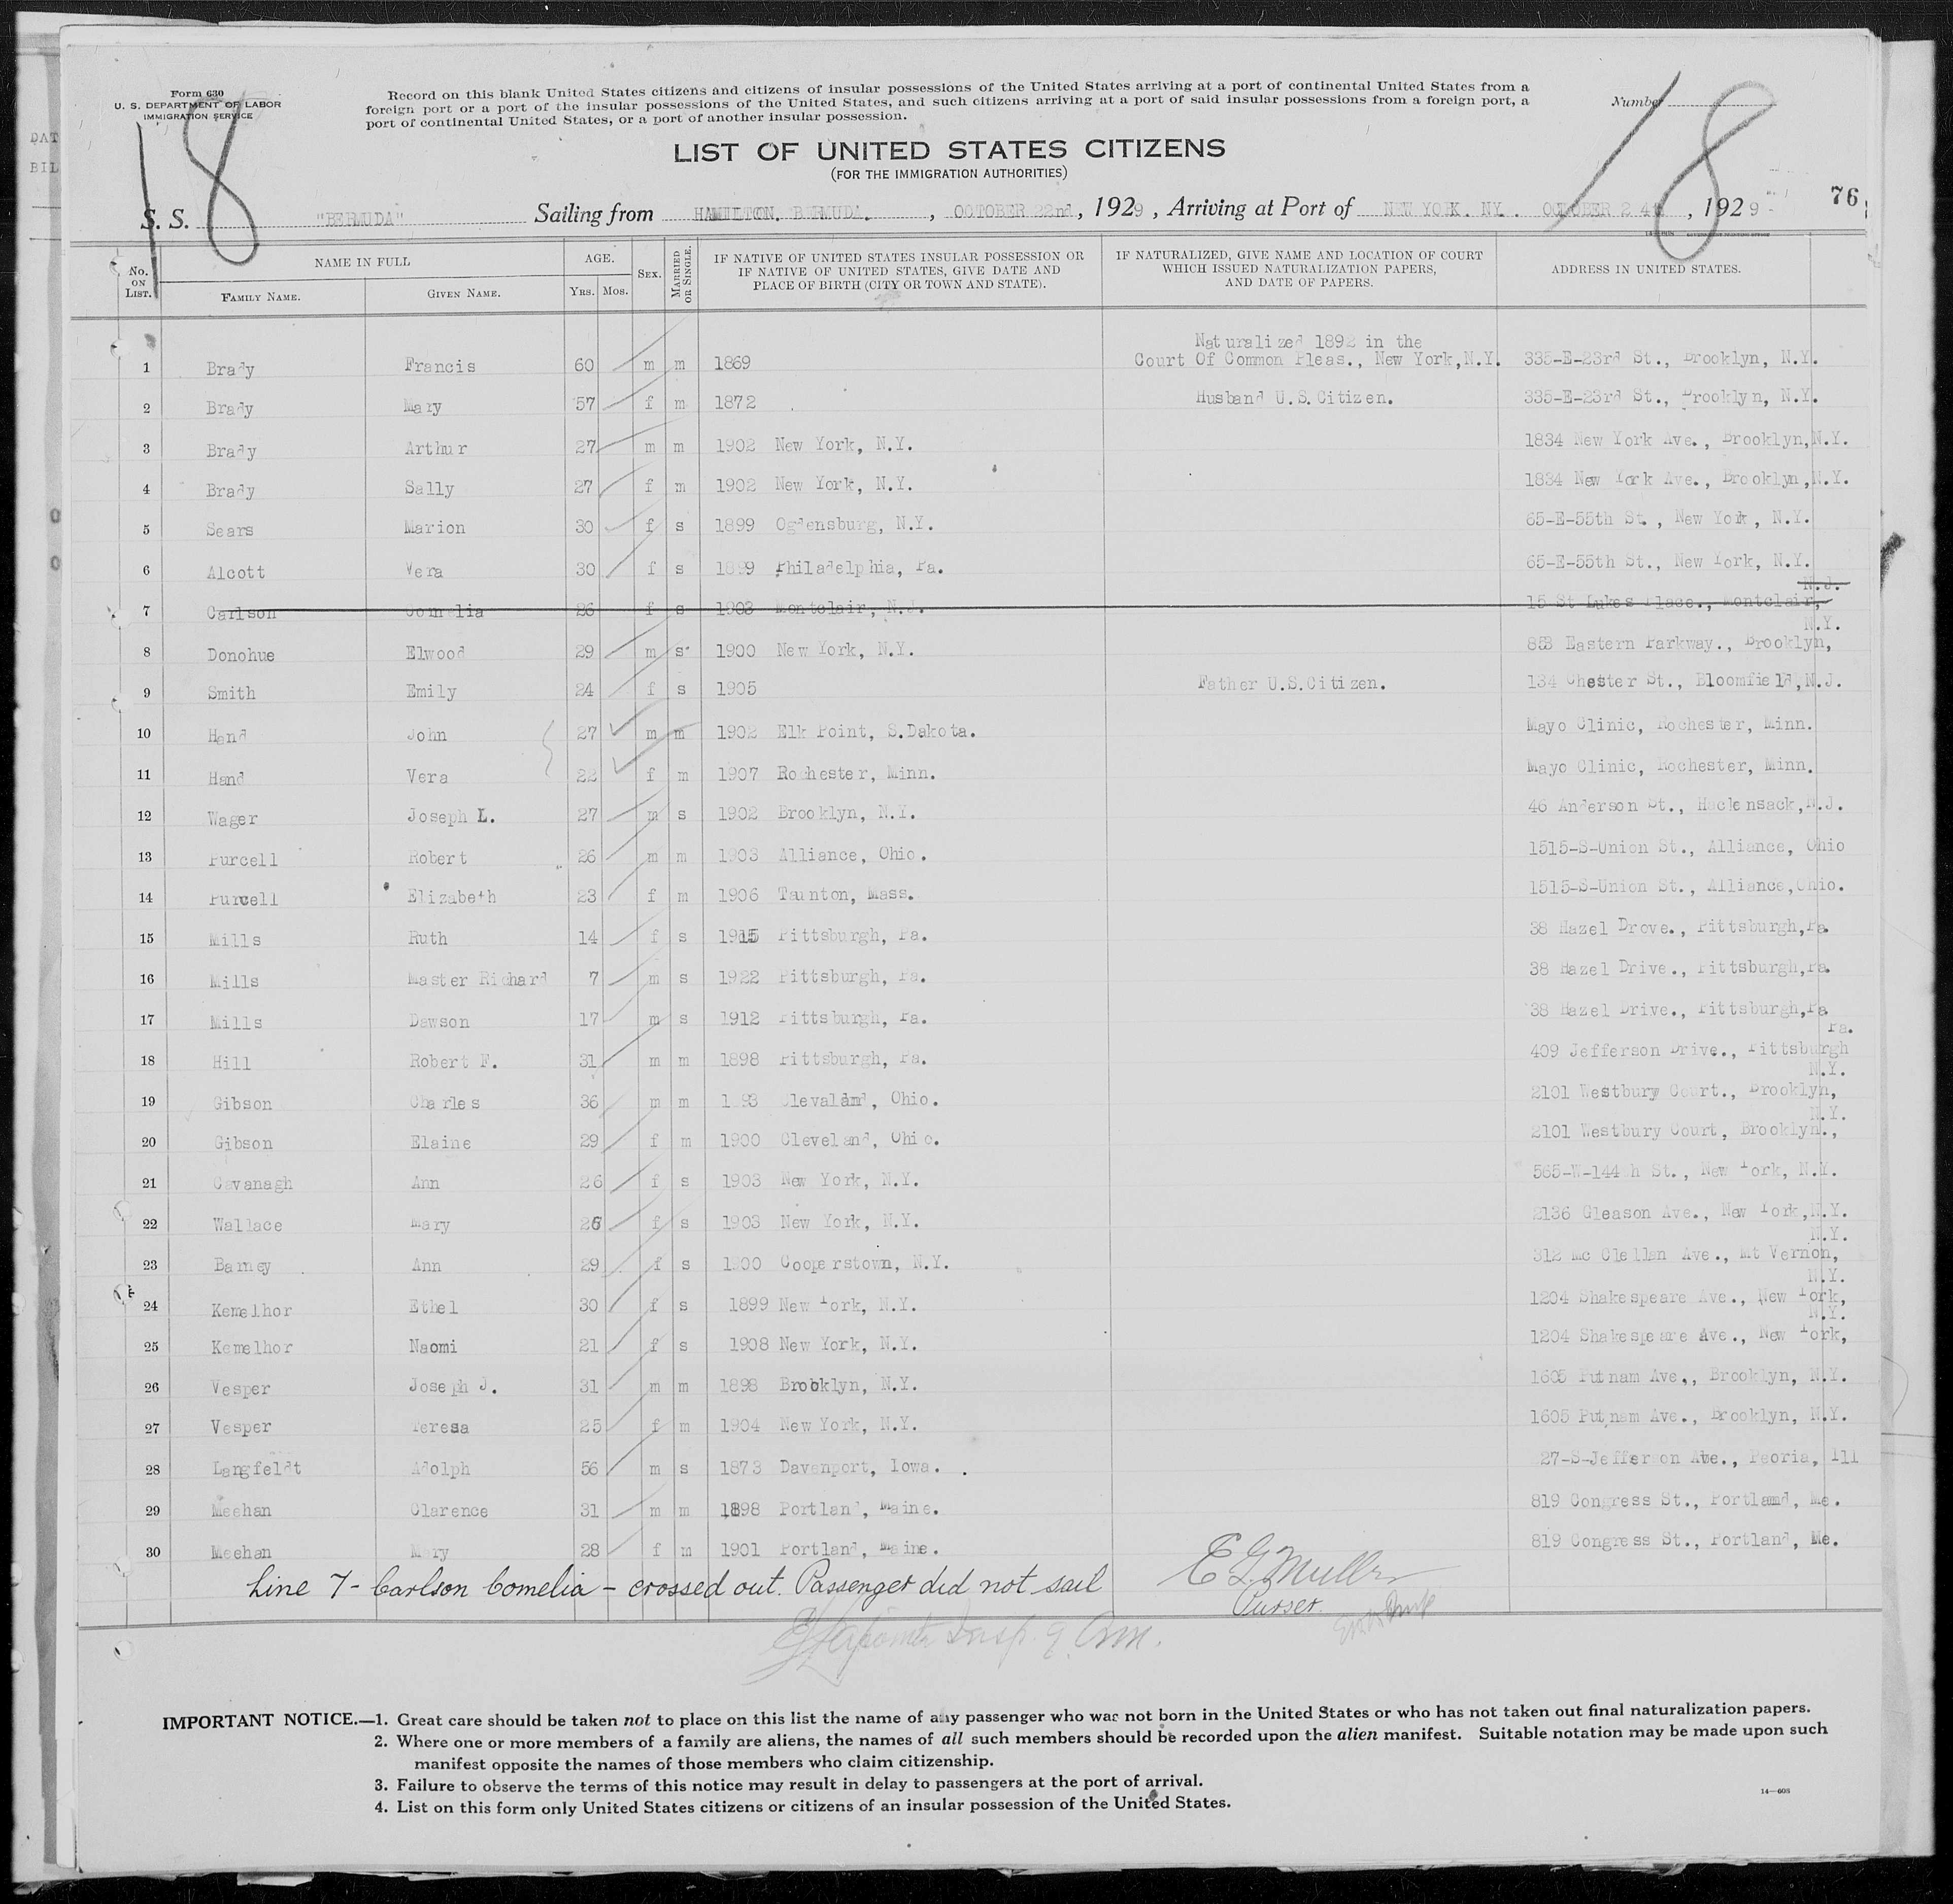 Form 630
U. S. DEPARTMENT OF LABOR
IMMIGRATION SERVICE
Record on this blank United States citizens and citizens of insular possessions of the United States arriving at a port of continental United States from a
foreign port or a port of the insular possessions of the United States, and such citizens arriving at a port of said insular possessions from a foreign port, a
port of continental United States, or a port of another insular possession.
Number
18
18
LIST OF UNITED STATES CITIZENS
(FOR THE IMMIGRATION AUTHORITIES)
76
S. S. "BERMUDA" Sailing from HAMILTON, BERMUDA. , OCTOBER 22nd, 1929, Arriving at Port of NEW YORK. NY. OCTOBER 24th, 1929
No. ON LIST. NAME IN FULL FAMILY NAME. GIVEN NAME. AGE. YRS. MOS. SEX. MARRIED OR SINGLE. IF NATIVE OF UNITED STATES INSULAR POSSESSION OR IF NATIVE OF UNITED STATES, GIVE DATE AND PLACE OF BIRTH (CITY OR TOWN AND STATE). IF NATURALIZED, GIVE NAME AND LOCATION OF COURT WHICH ISSUED NATURALIZATION PAPERS, AND DATE OF PAPERS. ADDRESS IN UNITED STATES.
1 Brady Francis 60 m m 1869 Naturalized 1892 in the Court Of Common Pleas., New York,N.Y. 335-E-23rd St., Brooklyn, N.Y.
2 Brady Mary 57 f m 1872 Husband U.S.Citizen. 335-E-23rd St., Brooklyn, N.Y.
3 Brady Arthur 27 m m 1902 New York, N.Y. 1834 New York Ave., Brooklyn,N.Y.
4 Brady Sally 27 f m 1902 New York, N.Y. 1834 New York Ave., Brooklyn,N.Y.
5 Sears Marion 30 f s 1899 Ogdensburg, N.Y. 65-E-55th St., New York, N.Y.
6 Alcott Vera 30 f s 1899 Philadelphia, Pa. 65-E-55th St., New York, N.Y.
7 Carlson Cornelia 26 f s 1903 Montclair, N.J. 15 St Lukes Place., Montclair, N.J.
8 Donohue Elwood 29 m s 1900 New York, N.Y. 853 Eastern Parkway., Brooklyn, N.Y.
9 Smith Emily 24 f s 1905 Father U.S.Citizen. 134 Chester St., Bloomfield,N.J.
10 Hand John 27 m m 1902 Elk Point, S.Dakota. Mayo Clinic, Rochester, Minn.
11 Hand Vera 22 f m 1907 Rochester, Minn. Mayo Clinic, Rochester, Minn.
12 Wager Joseph L. 27 m s 1902 Brooklyn, N.Y. 46 Anderson St., Hackensack,N.J.
13 Purcell Robert 26 m m 1903 Alliance, Ohio. 1515-S-Union St., Alliance, Ohio
14 Purcell Elizabeth 23 f m 1906 Taunton, Mass. 1515-S-Union St., Alliance,Ohio.
15 Mills Ruth 14 f s 1915 Pittsburgh, Pa. 38 Hazel Drove., Pittsburgh,Pa.
16 Mills Master Richard 7 m s 1922 Pittsburgh, Pa. 38 Hazel Drive., Pittsburgh,Pa.
17 Mills Dawson 17 m s 1912 Pittsburgh, Pa. 38 Hazel Drive., Pittsburgh,Pa
18 Hill Robert F. 31 m m 1898 Pittsburgh, Pa. 409 Jefferson Drive., Pittsburgh Pa.
19 Gibson Charles 36 m m 1893 Clevaland, Ohio. 2101 Westbury Court., Brooklyn, N.Y.
20 Gibson Elaine 29 f m 1900 Cleveland, Ohio. 2101 Westbury Court, Brooklyn., N.Y.
21 Cavanagh Ann 26 f s 1903 New York, N.Y. 565-W-144th St., New York, N.Y.
22 Wallace Mary 26 f s 1903 New York, N.Y. 2136 Gleason Ave., New York,N.Y.
23 Barney Ann 29 f s 1900 Cooperstown, N.Y. 312 Mc Clellan Ave., Mt Vernon, N.Y.
24 Kemelhor Ethel 30 f s 1899 New York, N.Y. 1204 Shakespeare Ave., New York, N.Y.
25 Kemelhor Naomi 21 f s 1908 New York, N.Y. 1204 Shakespeare Ave., New York, N.Y.
26 Vesper Joseph J. 31 m m 1898 Brooklyn, N.Y. 1605 Putnam Ave,, Brooklyn, N.Y.
27 Vesper Teresa 25 f m 1904 New York, N.Y. 1605 Putnam Ave., Brooklyn, N.Y.
28 Langfeldt Adolph 56 m s 1873 Davenport, Iowa. 27-S-Jefferson Ave., Peoria, Ill
29 Meehan Clarence 31 m m 1898 Portland, Maine. 819 Congress St., Portland, Me.
30 Meehan Mary 28 f m 1901 Portland, Maine. 819 Congress St., Portland, Me.
Line 7 - Carlson Cornelia - crossed out. Passenger did not sail
E G Muller
Purser.
Insp.
IMPORTANT NOTICE.—1. Great care should be taken not to place on this list the name of any passenger who was not born in the United States or who has not taken out final naturalization papers.
2. Where one or more members of a family are aliens, the names of all such members should be recorded upon the alien manifest. Suitable notation may be made upon such
manifest opposite the names of those members who claim citizenship.
3. Failure to observe the terms of this notice may result in delay to passengers at the port of arrival.
4. List on this form only United States citizens or citizens of an insular possession of the United States.
14—608